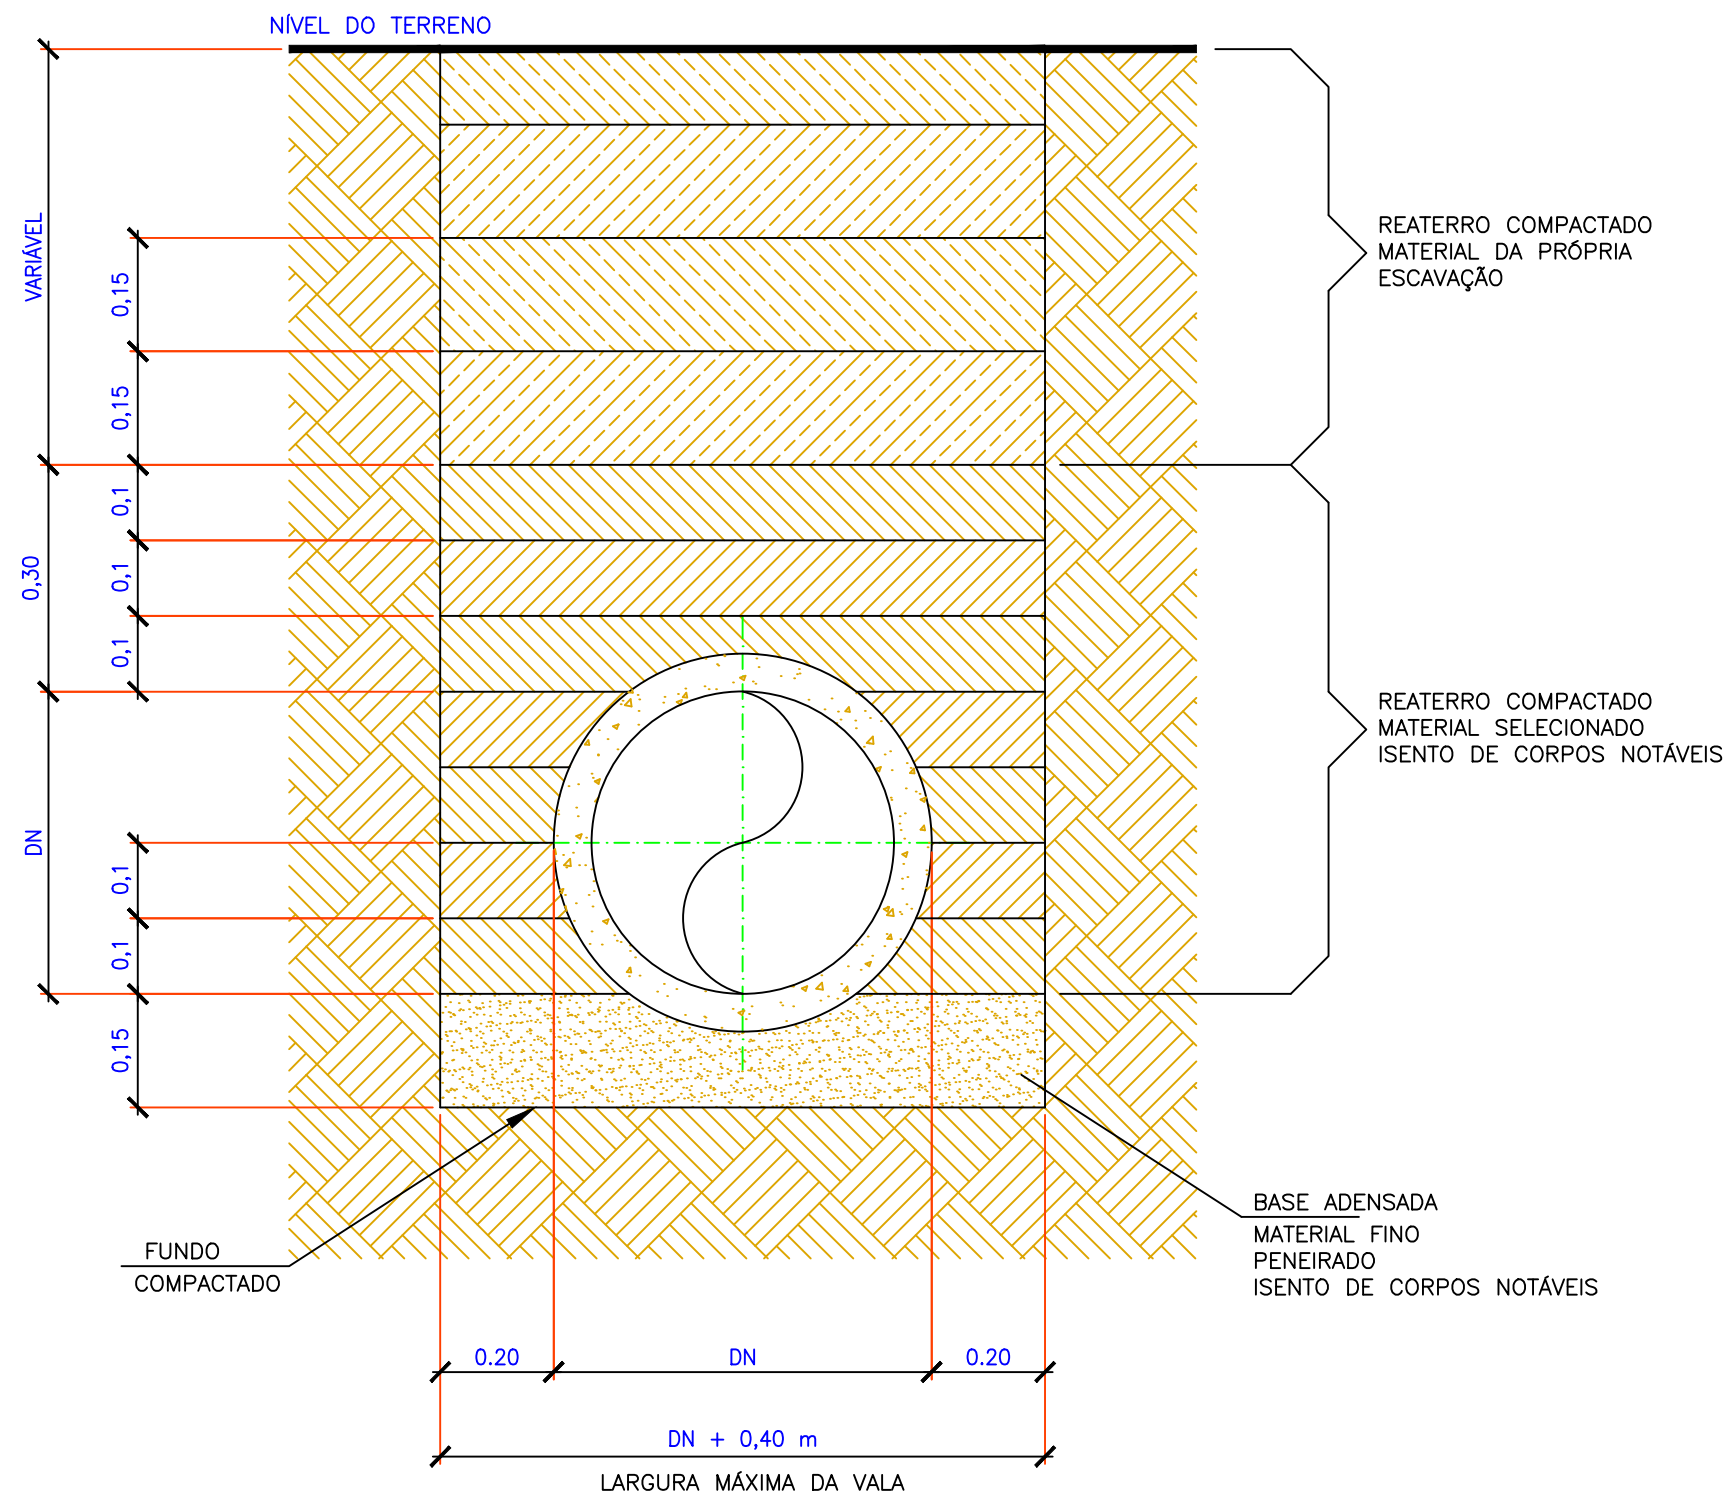 NÍVEL DO TERRENO
VARIÁVEL
0,15
0,15
0,1
0,30
0,1
0,1
DN
0,1
0,1
0,15
REATERRO COMPACTADO
MATERIAL DA PRÓPRIA
ESCAVAÇÃO
REATERRO COMPACTADO
MATERIAL SELECIONADO
ISENTO DE CORPOS NOTÁVEIS
BASE ADENSADA
MATERIAL FINO
PENEIRADO
ISENTO DE CORPOS NOTÁVEIS
FUNDO
COMPACTADO
0.20
DN
0.20
DN + 0,40 m
LARGURA MÁXIMA DA VALA